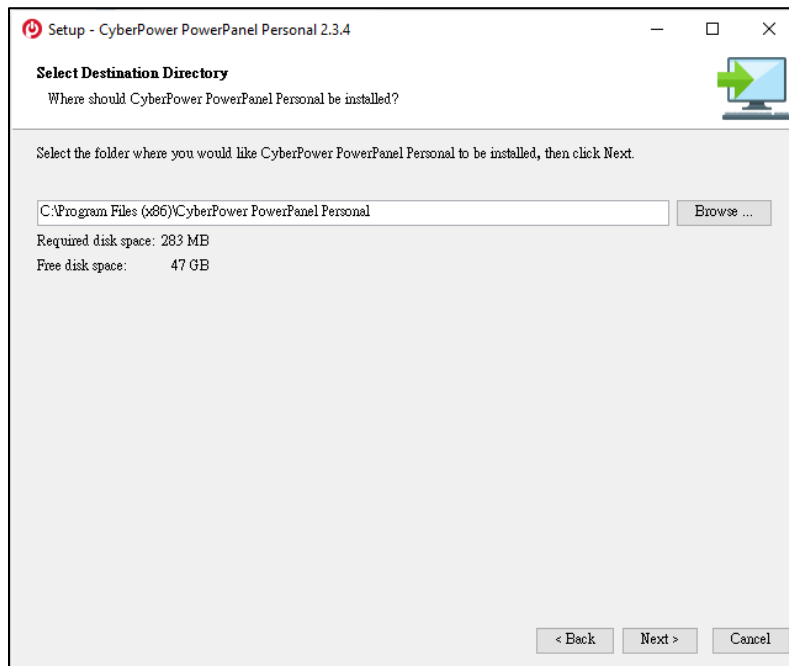 Setup - CyberPower PowerPanel Personal 2.3.4
Select Destination Directory
Where should CyberPower PowerPanel Personal be installed?
Select the folder where you would like CyberPower PowerPanel Personal to be installed, then click Next.
C:\Program Files (x86)\CyberPower PowerPanel Personal
Browse ...
Required disk space: 283 MB
Free disk space: 47 GB
< Back Next > Cancel